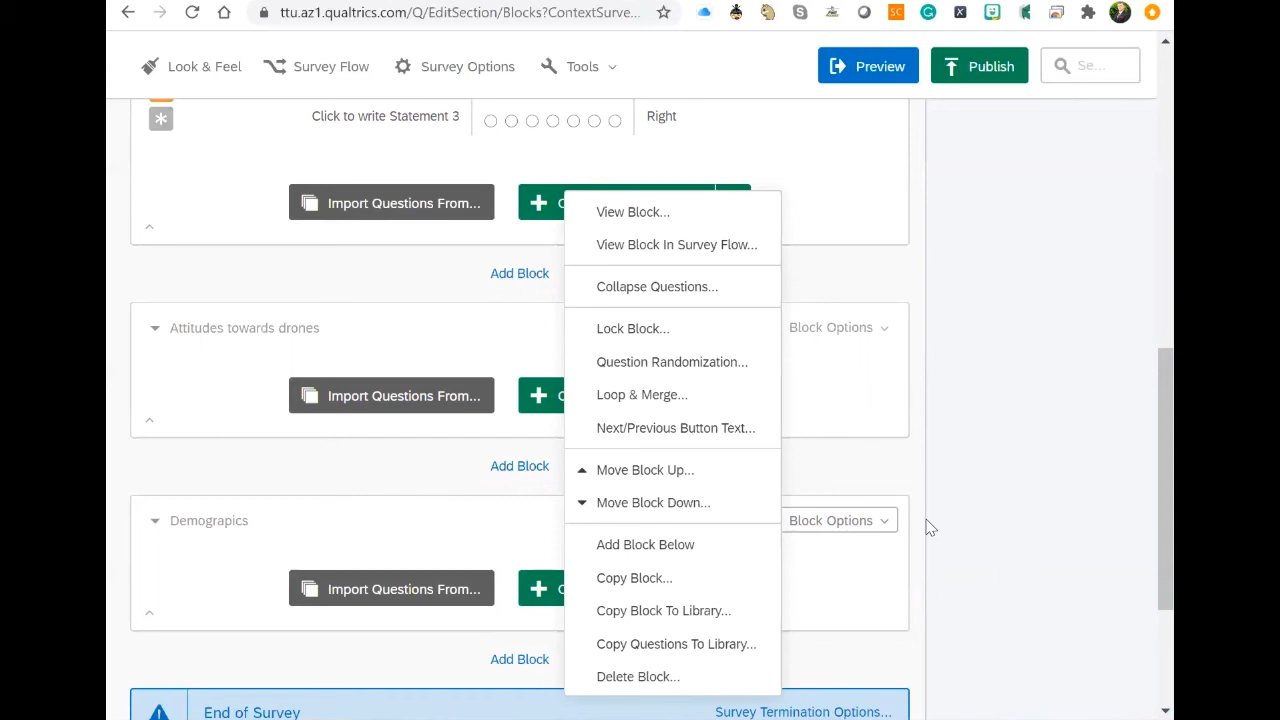 ttu.az1.qualtrics.com/Q/EditSection/Blocks?ContextSurve...
SC
X
Look & Feel
Survey Flow
Survey Options
Tools
Preview
Publish
Se...
Click to write Statement 3
Right
Import Questions From...
View Block...
View Block In Survey Flow...
Add Block
Collapse Questions...
Attitudes towards drones
Lock Block...
Block Options
Question Randomization...
Import Questions From...
Loop & Merge...
Next/Previous Button Text...
Add Block
Move Block Up...
Move Block Down...
Demograpics
Block Options
Add Block Below
Import Questions From...
Copy Block...
Copy Block To Library...
Copy Questions To Library...
Add Block
Delete Block...
End of Survey
Survey Termination Options...